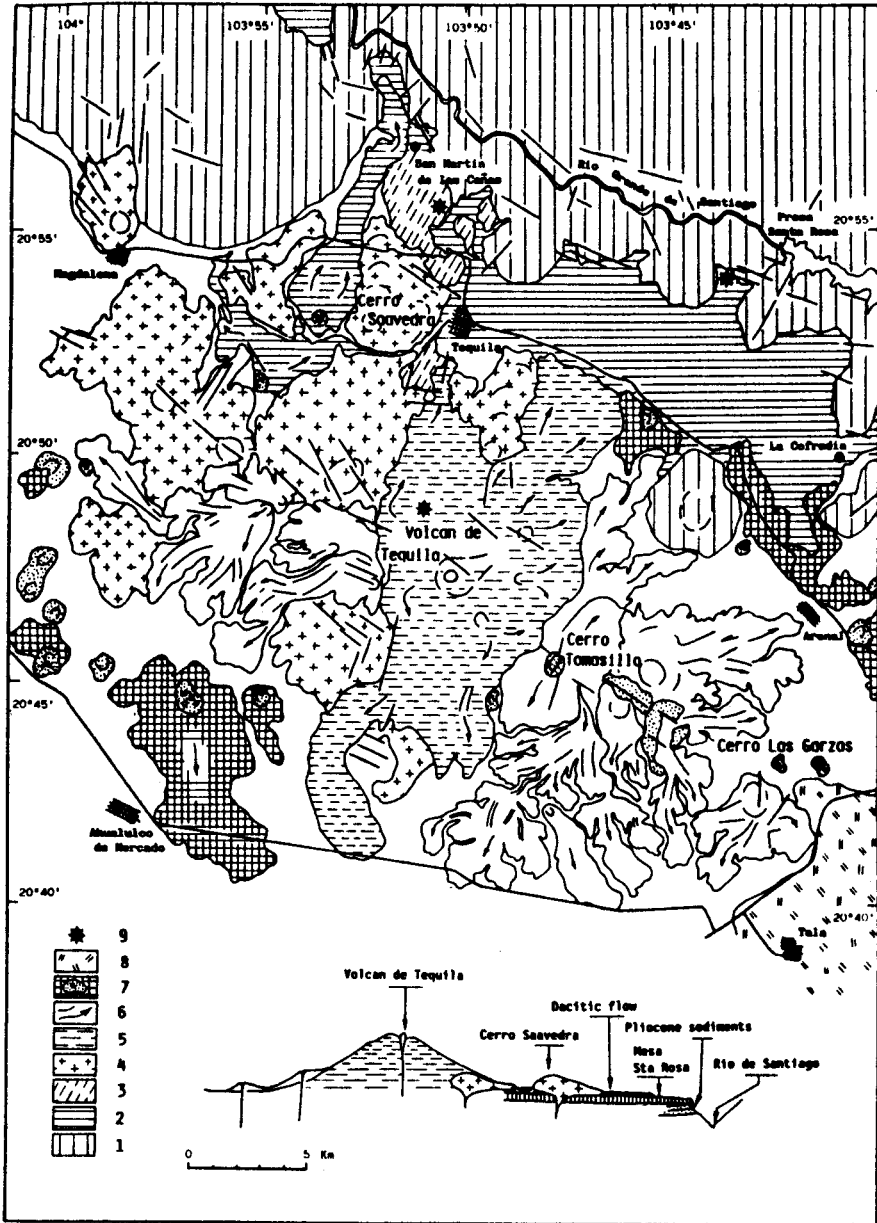 104°
103°55'
103°50'
103°45'
San Martin
de las Cañas
Rio Grande de Santiago
Presa
Santa Rosa
20°55'
20°55'
Magdalena
Cerro
Saavedra
Tequila
20°50'
La Cofradia
Volcan de
Tequila
Cerro
Tomasillo
Arenal
20°45'
Cerro Las Garzas
Ahualulco
de Mercado
20°40'
20°40'
Tala
9
8
7
6
5
4
3
2
1
Volcan de Tequila
Dacitic flow
Cerro Saavedra
Pliocene sediments
Mesa
Sta Rosa
Rio de Santiago
0 5 Km